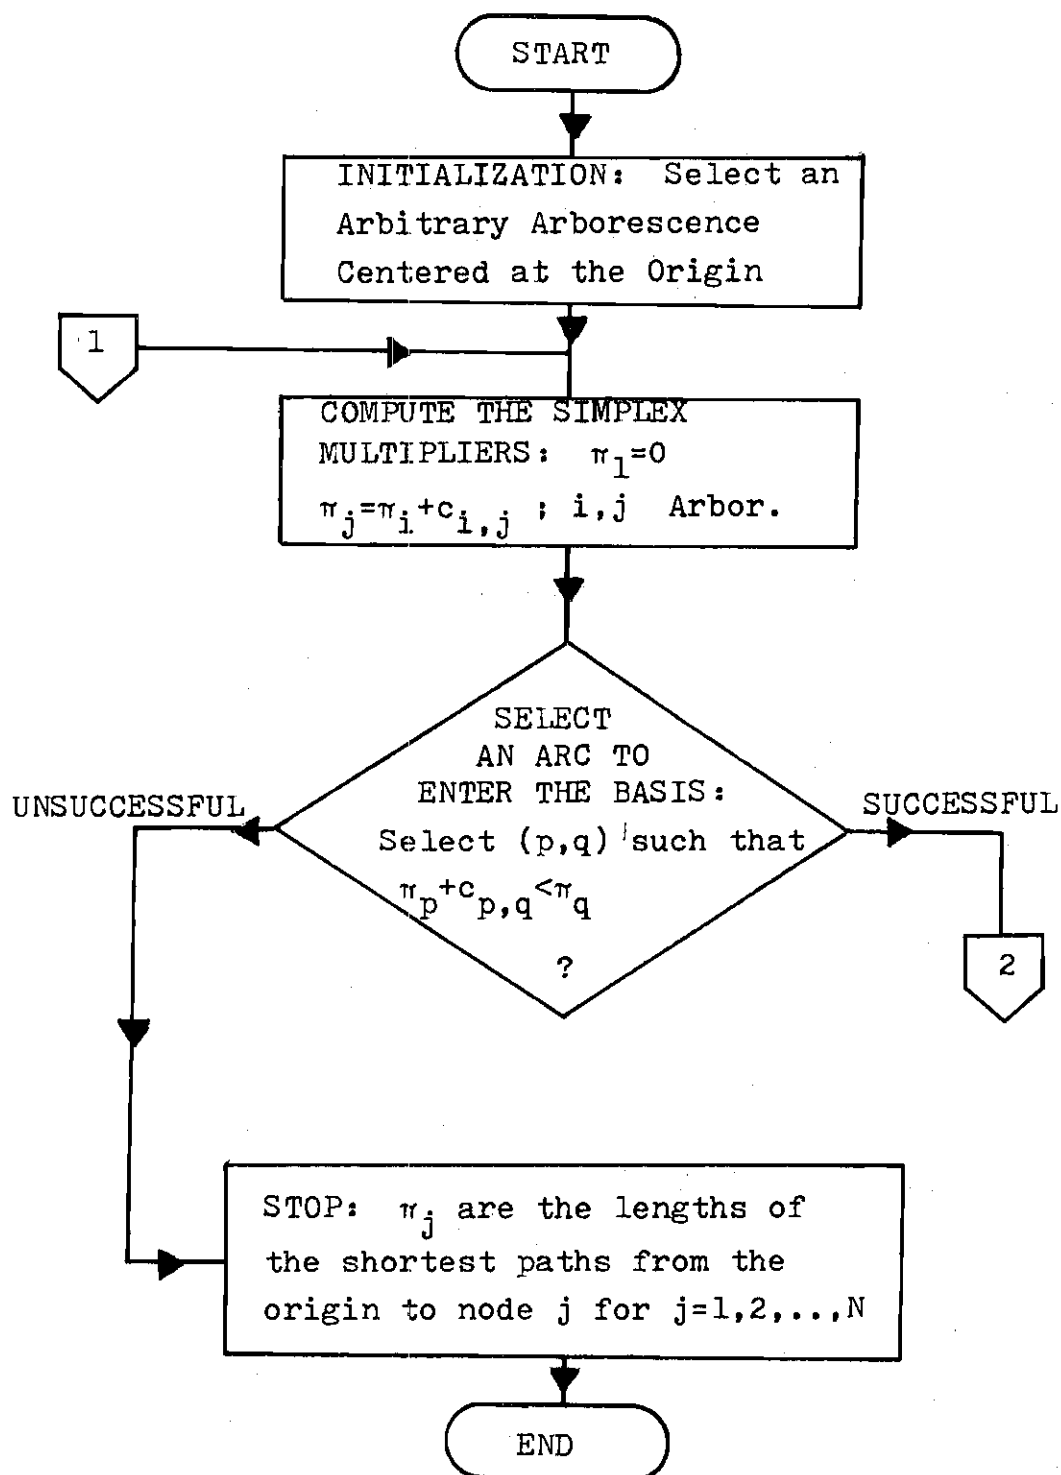 START
INITIALIZATION: Select an
Arbitrary Arborescence
Centered at the Origin
1
COMPUTE THE SIMPLEX
MULTIPLIERS: π1=0
πj=πi+ci,j ; i,j Arbor.
SELECT
AN ARC TO
ENTER THE BASIS:
Select (p,q) such that
πp+cp,q<πq
?
UNSUCCESSFUL
SUCCESSFUL
2
STOP: πj are the lengths of
the shortest paths from the
origin to node j for j=1,2,..,N
END